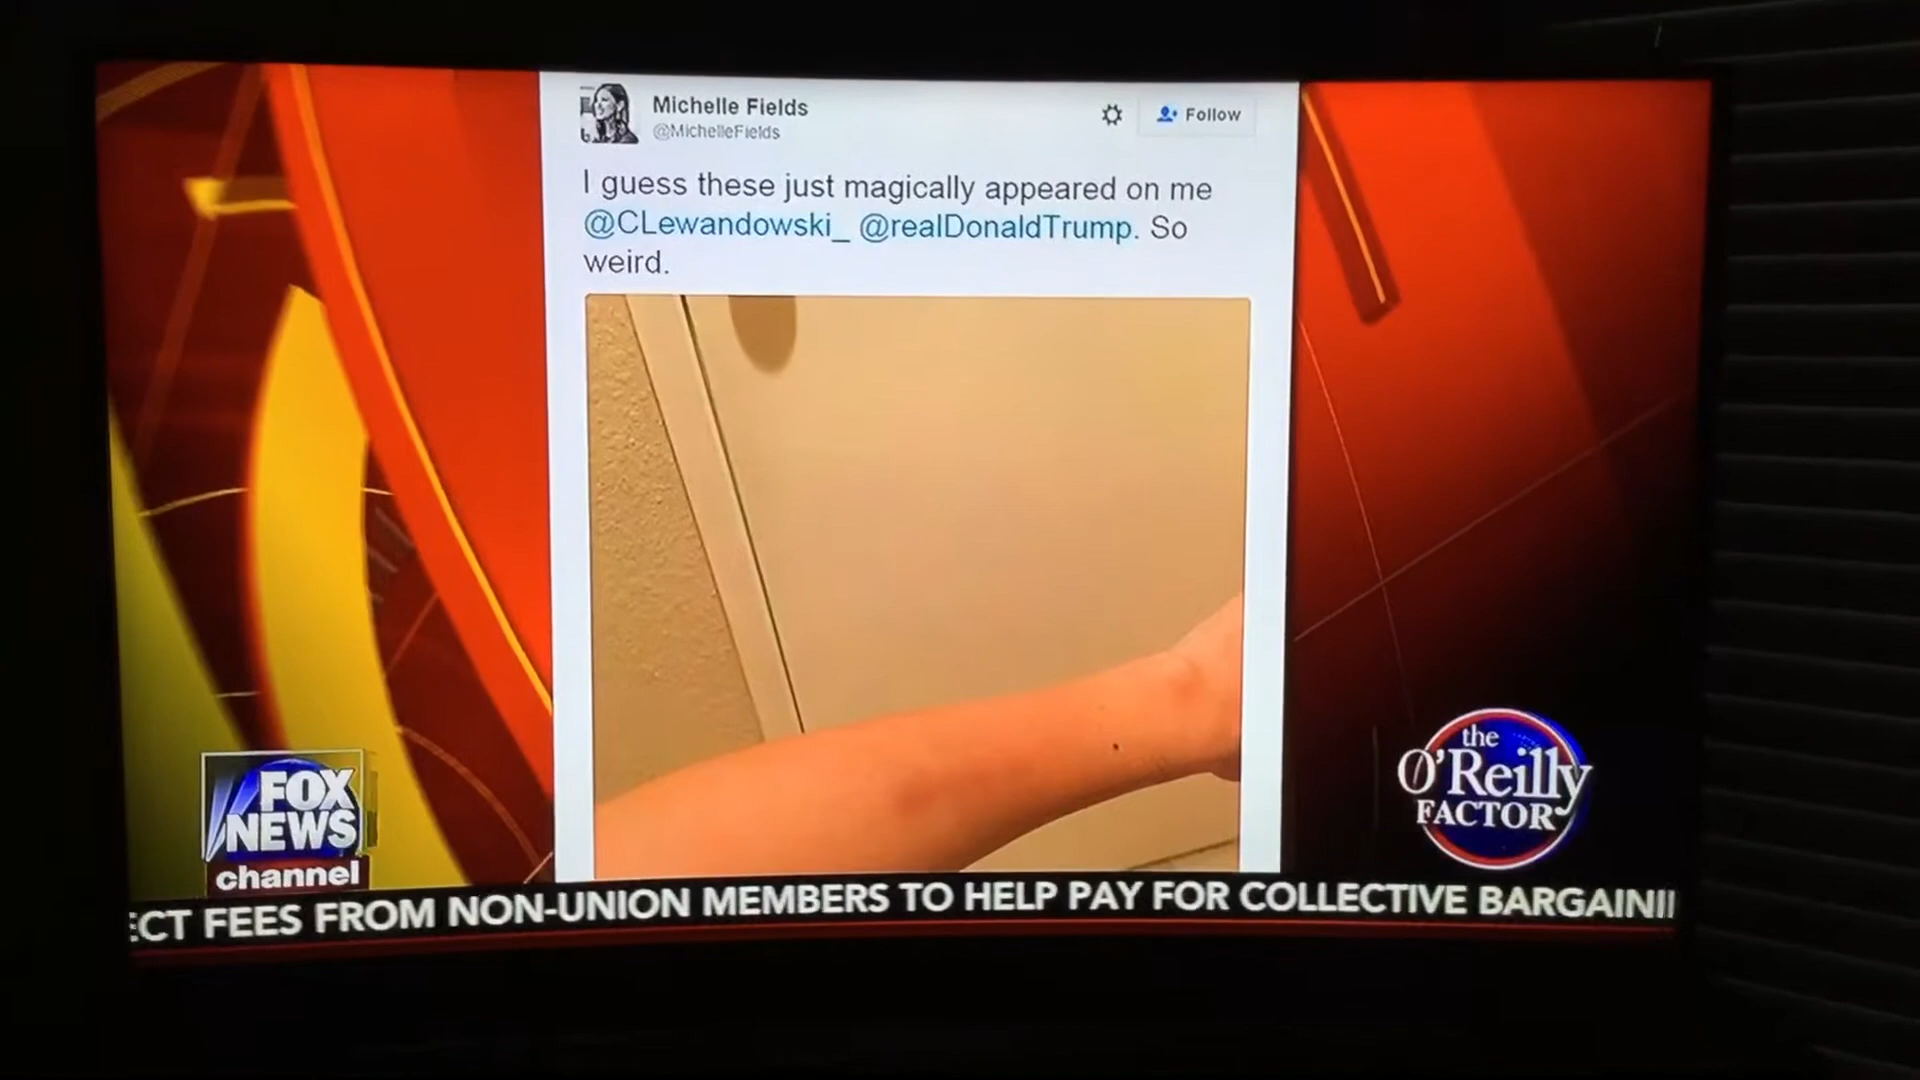 Michelle Fields
@MichelleFields
Follow
I guess these just magically appeared on me
@CLewandowski_ @realDonaldTrump. So
weird.
the
O'Reilly
FACTOR
FOX
NEWS
channel
ECT FEES FROM NON-UNION MEMBERS TO HELP PAY FOR COLLECTIVE BARGAINI